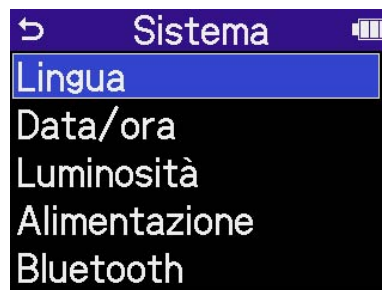 Sistema
Lingua
Data/ora
Luminosità
Alimentazione
Bluetooth